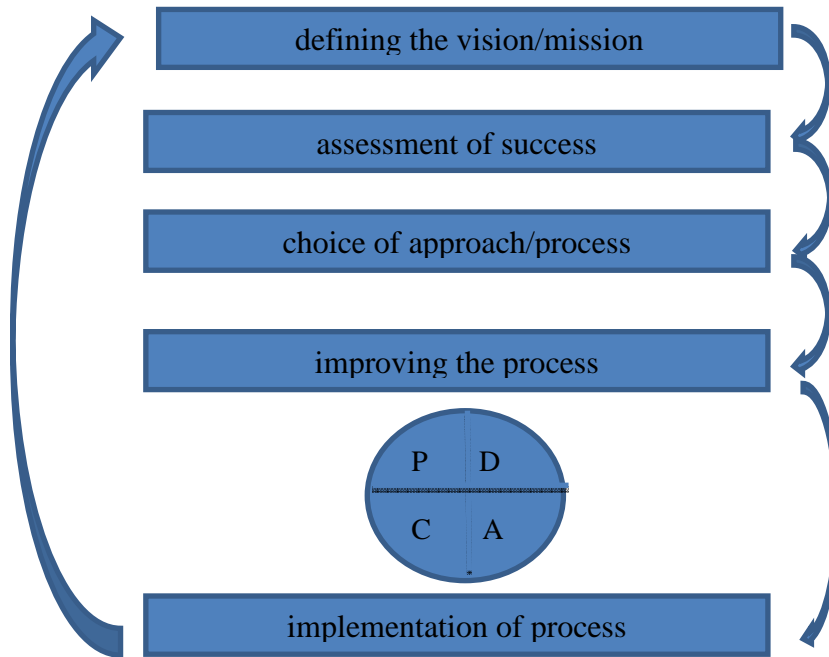 defining the vision/mission
assessment of success
choice of approach/process
improving the process
P D
C A
implementation of process